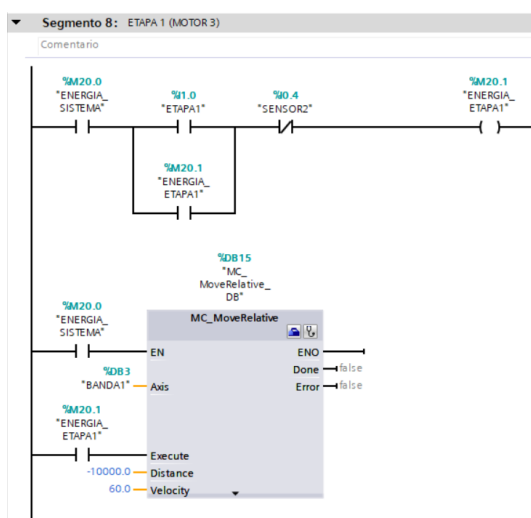 Segmento 8: ETAPA 1 (MOTOR 3)
Comentario
%M20.0
"ENERGIA_
SISTEMA"
%I1.0
"ETAPA1"
%I0.4
"SENSOR2"
%M20.1
"ENERGIA_
ETAPA1"
%M20.1
"ENERGIA_
ETAPA1"
%DB15
"MC_
MoveRelative_
DB"
%M20.0
"ENERGIA_
SISTEMA"
MC_MoveRelative
EN
ENO
%DB3
"BANDA1"
Axis
Done
false
Error
false
%M20.1
"ENERGIA_
ETAPA1"
Execute
-10000.0
Distance
60.0
Velocity